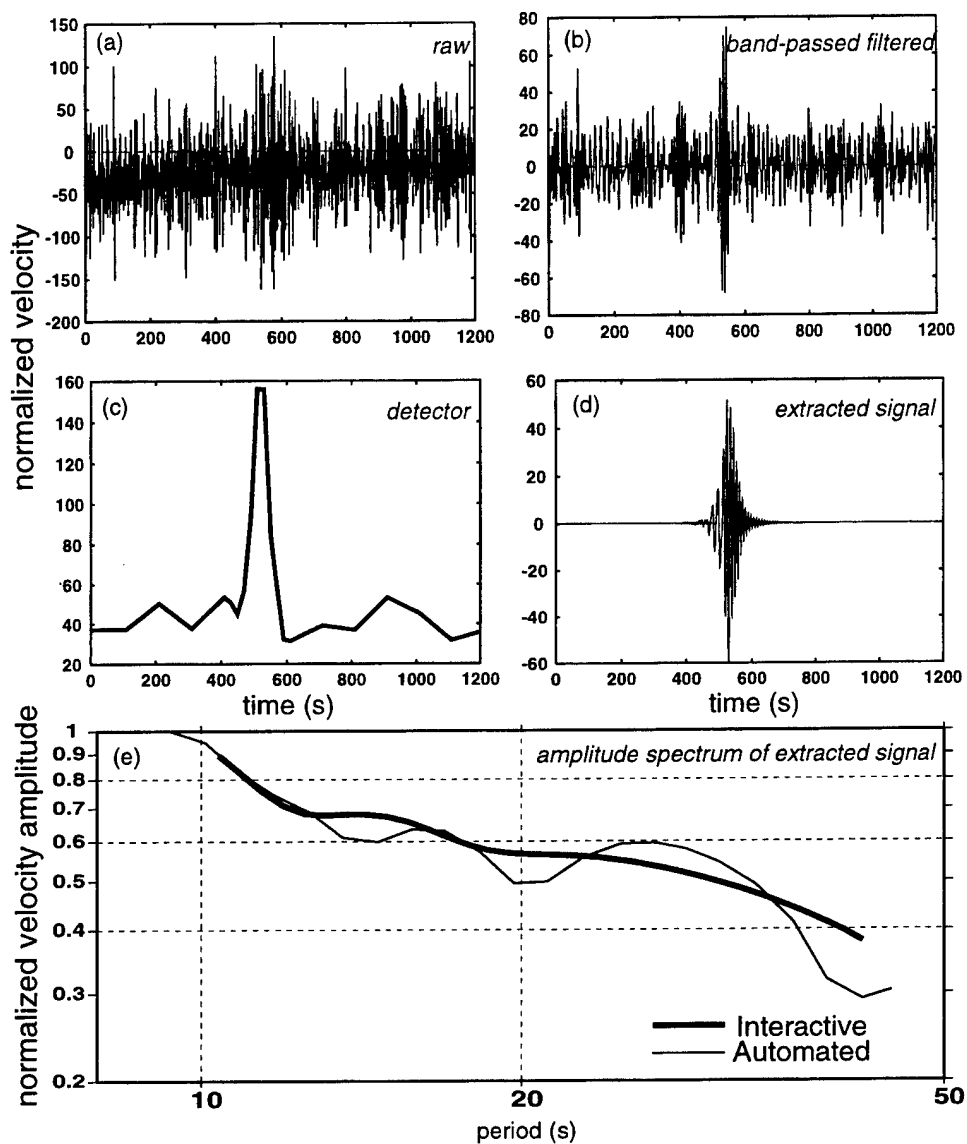 (a) raw
150
100
50
0
-50
-100
-150
-200
0 200 400 600 800 1000 1200
(b) band-passed filtered
80
60
40
20
0
-20
-40
-60
-80
0 200 400 600 800 1000 1200
normalized velocity
(c) detector
160
140
120
100
80
60
40
20
0 200 400 600 800 1000 1200
time (s)
(d) extracted signal
60
40
20
0
-20
-40
-60
0 200 400 600 800 1000 1200
time (s)
(e) amplitude spectrum of extracted signal
normalized velocity amplitude
1
0.9
0.8
0.7
0.6
0.5
0.4
0.3
0.2
Interactive
Automated
10 20 50
period (s)